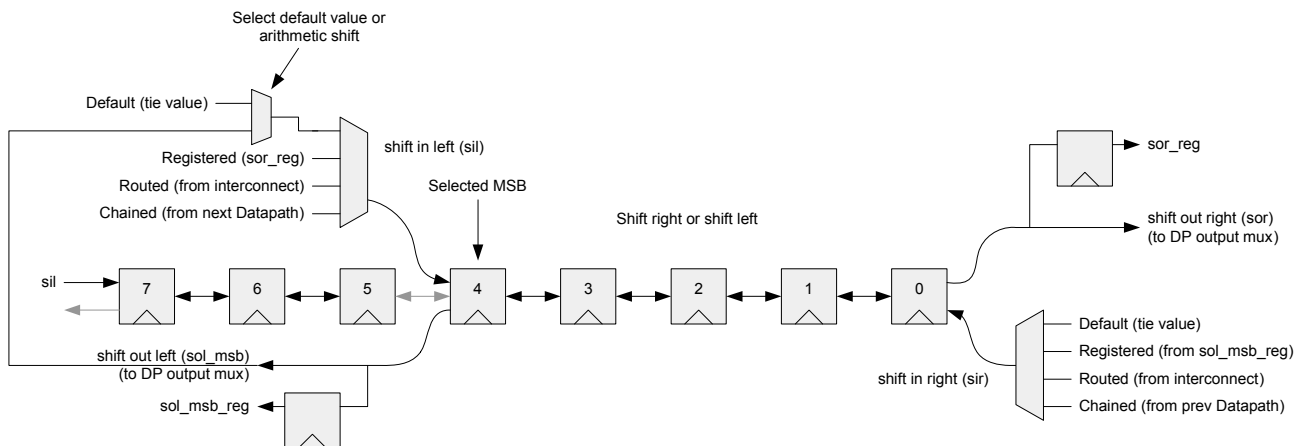 Select default value or
arithmetic shift
Default (tie value)
Registered (sor_reg)
Routed (from interconnect)
Chained (from next Datapath)
shift in left (sil)
Selected MSB
Shift right or shift left
sor_reg
shift out right (sor)
(to DP output mux)
sil
7
6
5
4
3
2
1
0
shift out left (sol_msb)
(to DP output mux)
sol_msb_reg
shift in right (sir)
Default (tie value)
Registered (from sol_msb_reg)
Routed (from interconnect)
Chained (from prev Datapath)